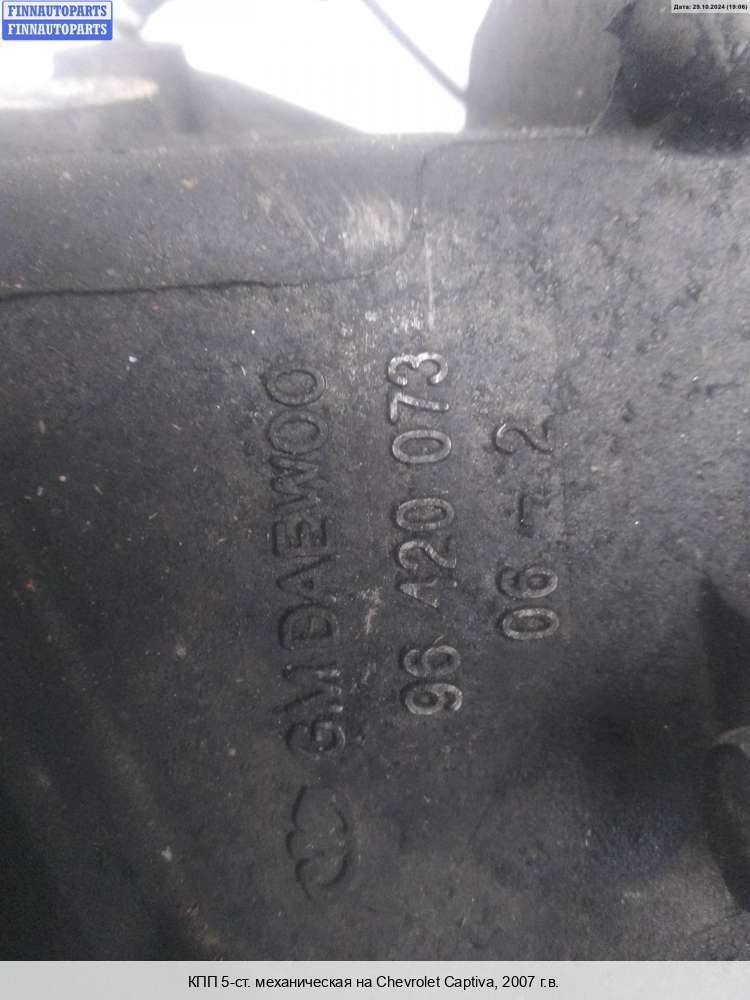 FINNAUTOPARTS
FINNAUTOPARTS
Дата: 29.10.2024 (19:06)
GM DAEWOO
96 420 073
06 - 2
КПП 5-ст. механическая на Chevrolet Captiva, 2007 г.в.